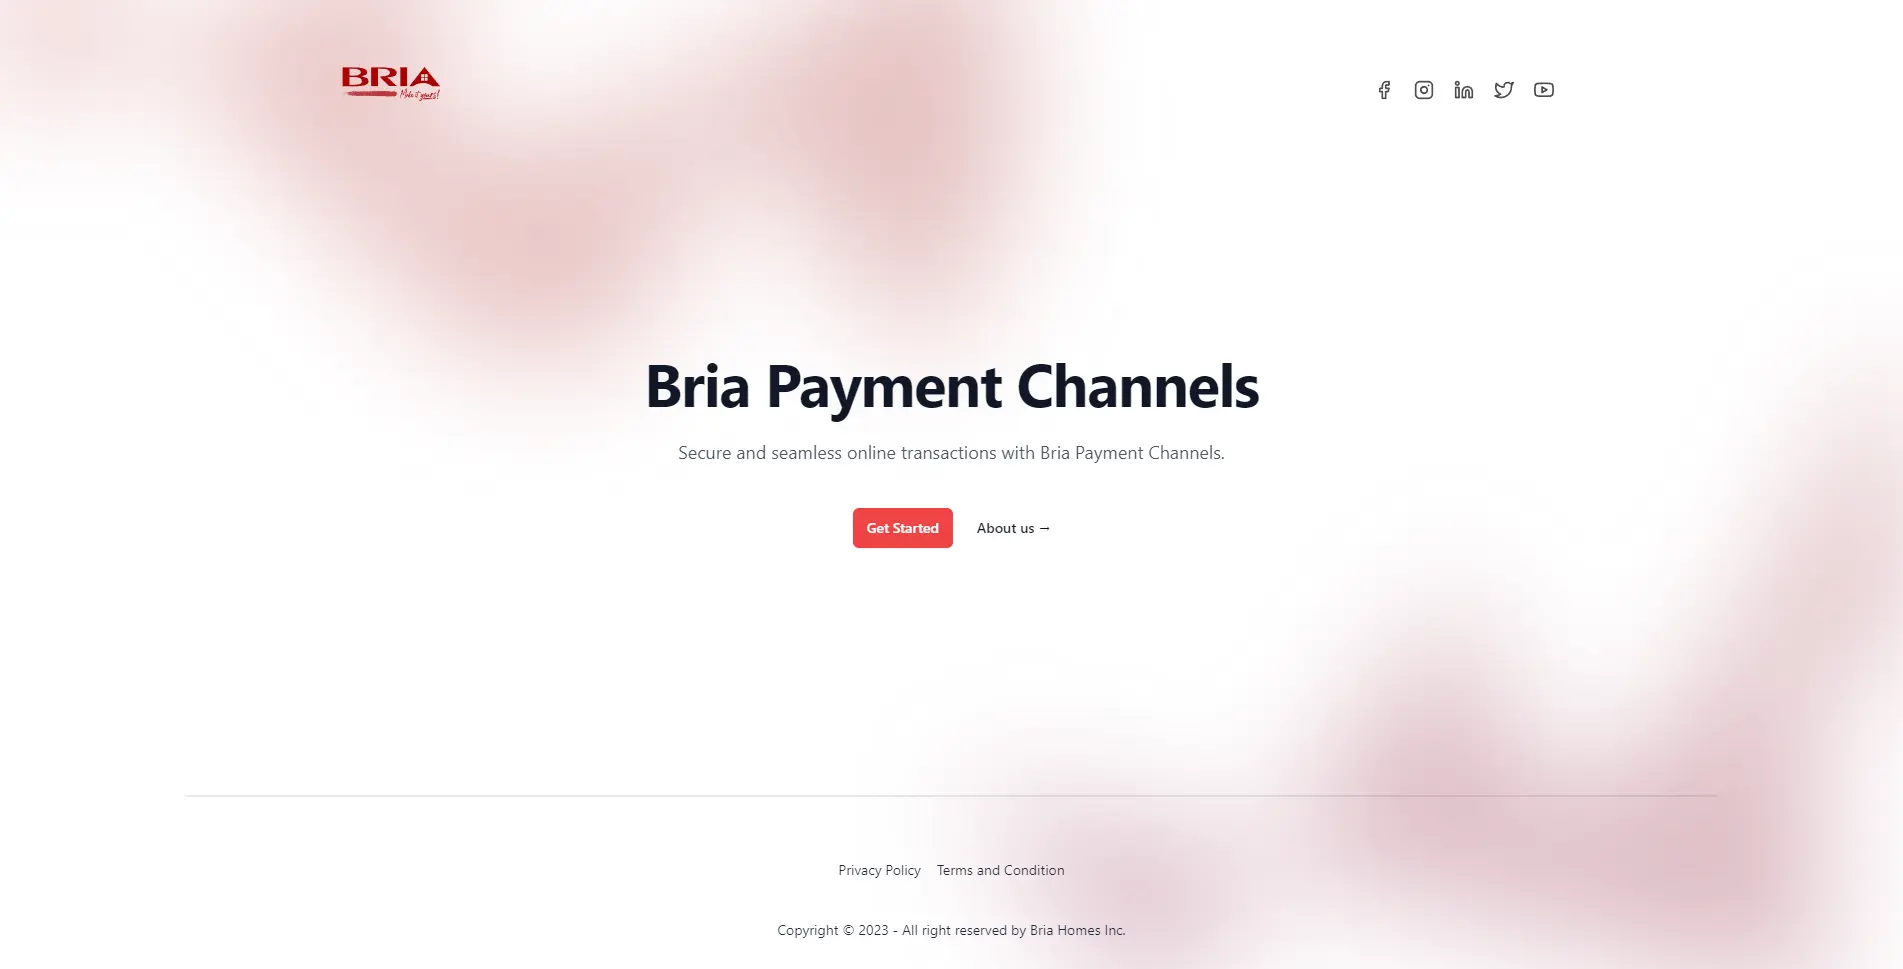 BRIA
Make it yours!
Bria Payment Channels
Secure and seamless online transactions with Bria Payment Channels.
Get Started
About us →
Privacy Policy
Terms and Condition
Copyright © 2023 - All right reserved by Bria Homes Inc.